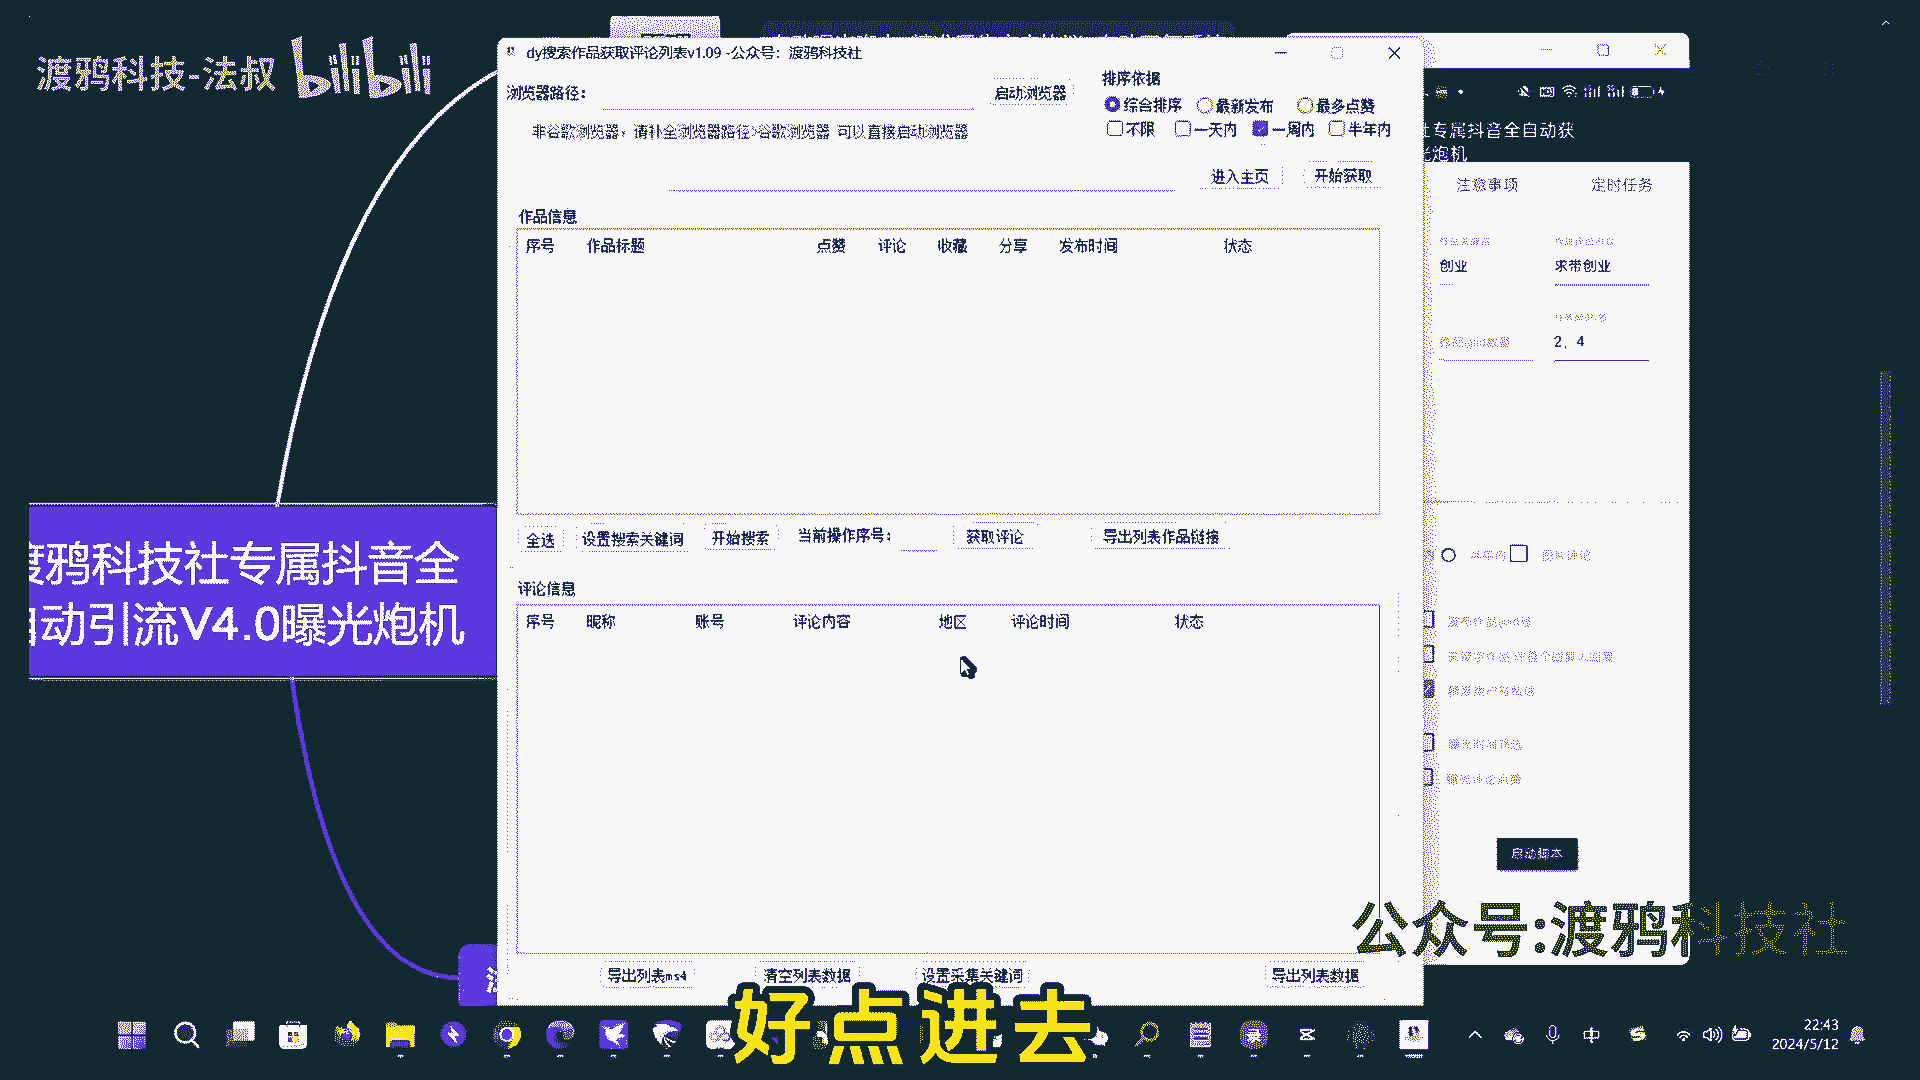 渡鸦科技-法叔 bilibili
dy搜索作品获取评论列表v1.09 -公众号：渡鸦科技社
浏览器路径：
启动浏览器
非谷歌浏览器，请补全浏览器路径>谷歌浏览器 可以直接启动浏览器
排序依据
综合排序 最新发布 最多点赞
不限 一天内 一周内 半年内
进入主页 开始获取
作品信息
序号 作品标题 点赞 评论 收藏 分享 发布时间 状态
全选 设置搜索关键词 开始搜索 当前操作序号： 获取评论 导出列表作品链接
评论信息
序号 昵称 账号 评论内容 地区 评论时间 状态
导出列表ms4 清空列表数据 设置采集关键词 导出列表数据
社专属抖音全自动获
光炮机
注意事项 定时任务
创业 求带创业
2，4
启动脚本
渡鸦科技社专属抖音全
自动引流V4.0曝光炮机
公众号:渡鸦科技社
好点进去
中
22:43
2024/5/12